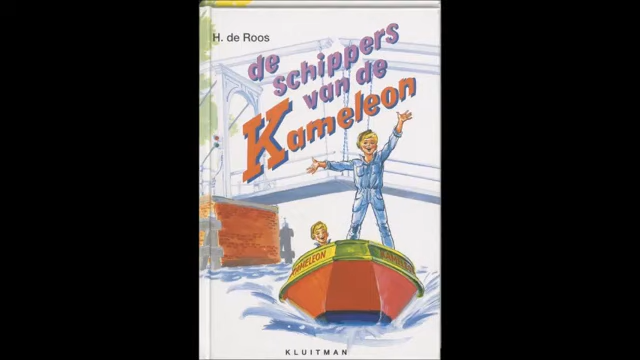 H. de Roos
de
schippers
van de
Kameleon
KAMELEON
KAMELEON
KLUITMAN